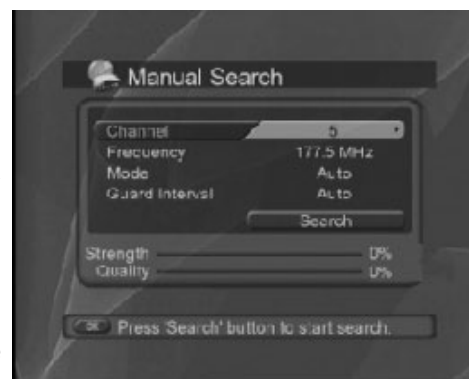 Manual Search
Channel 5
Frequency 177.5 MHz
Mode Auto
Guard Interval Auto
Search
Strength 0%
Quality 0%
OK Press 'Search' button to start search.